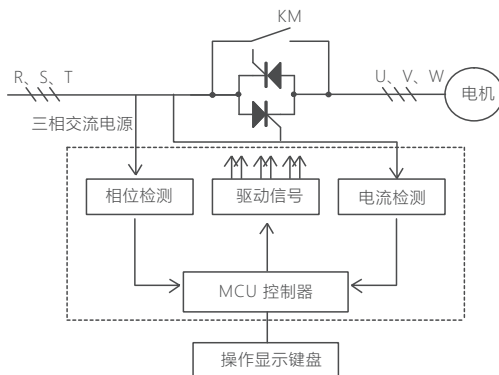 KM
R、S、T
U、V、W
电机
三相交流电源
相位检测
驱动信号
电流检测
MCU 控制器
操作显示键盘